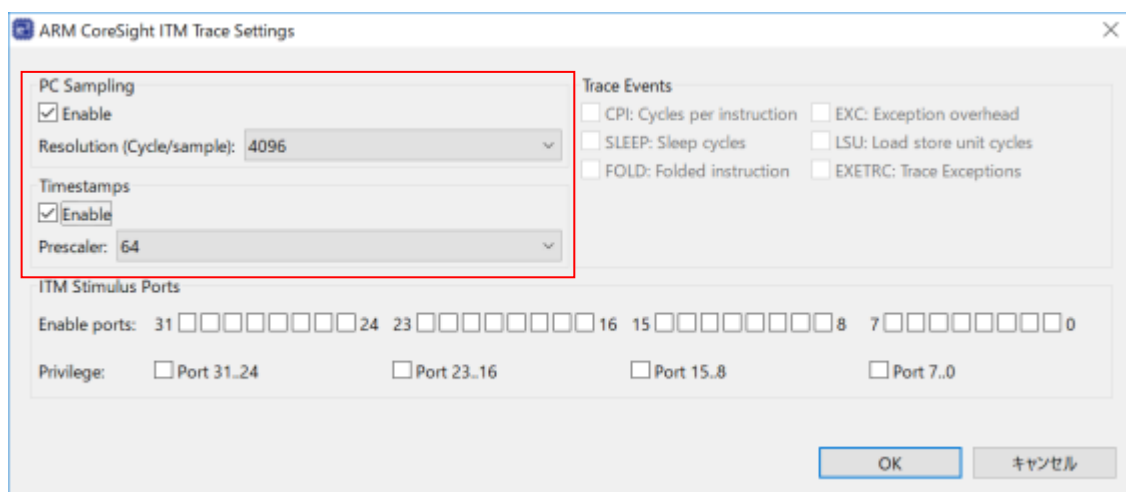 ARM CoreSight ITM Trace Settings
PC Sampling
Enable
Resolution (Cycle/sample): 4096
Timestamps
Enable
Prescaler: 64
Trace Events
CPI: Cycles per instruction EXC: Exception overhead
SLEEP: Sleep cycles LSU: Load store unit cycles
FOLD: Folded instruction EXETRC: Trace Exceptions
ITM Stimulus Ports
Enable ports: 31 24 23 16 15 8 7 0
Privilege: Port 31..24 Port 23..16 Port 15..8 Port 7..0
OK キャンセル